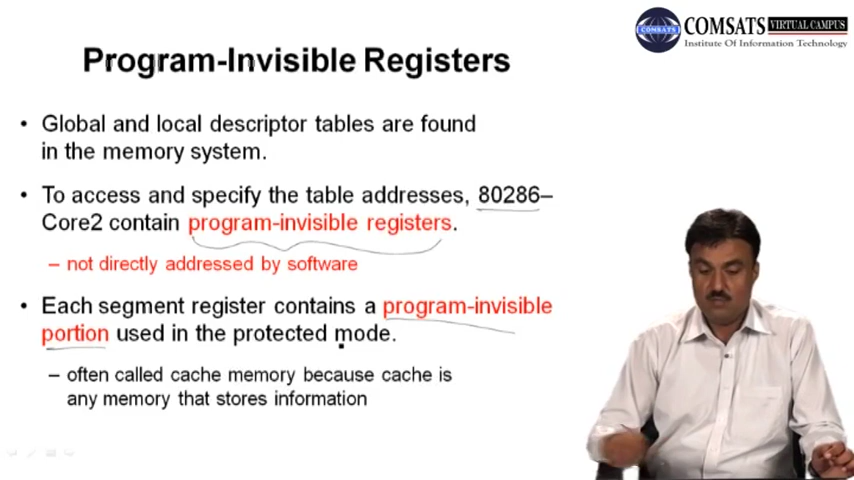 COMSATS VIRTUAL CAMPUS
COMSATS
Institute Of Information Technology
Program-Invisible Registers
• Global and local descriptor tables are found
in the memory system.
• To access and specify the table addresses, 80286–
Core2 contain program-invisible registers.
– not directly addressed by software
• Each segment register contains a program-invisible
portion used in the protected mode.
– often called cache memory because cache is
any memory that stores information